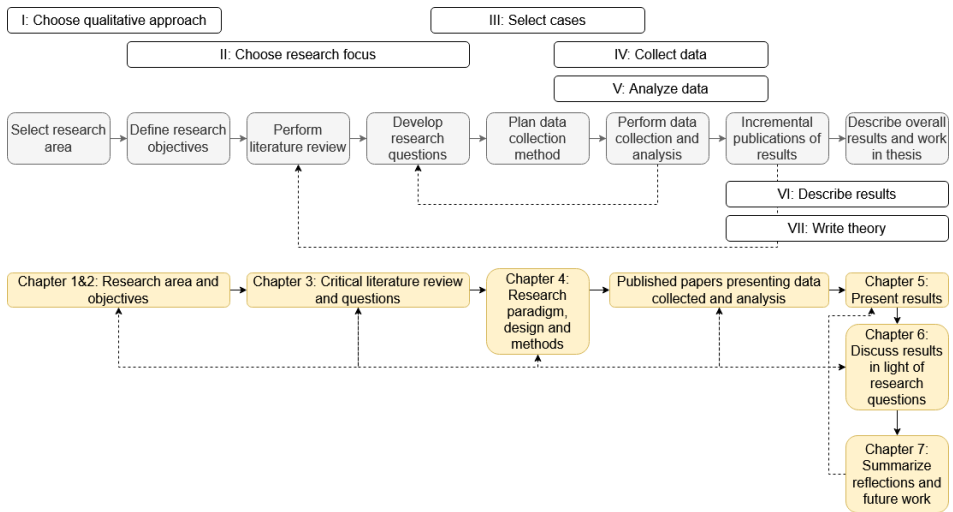 I: Choose qualitative approach
III: Select cases
II: Choose research focus
IV: Collect data
V: Analyze data
Select research
area
Define research
objectives
Perform
literature review
Develop
research
questions
Plan data
collection
method
Perform data
collection and
analysis
Incremental
publications of
results
Describe overall
results and work
in thesis
VI: Describe results
VII: Write theory
Chapter 1&2: Research area and
objectives
Chapter 3: Critical literature review
and questions
Chapter 4:
Research
paradigm,
design and
methods
Published papers presenting data
collected and analysis
Chapter 5:
Present results
Chapter 6:
Discuss results
in light of
research
questions
Chapter 7:
Summarize
reflections and
future work